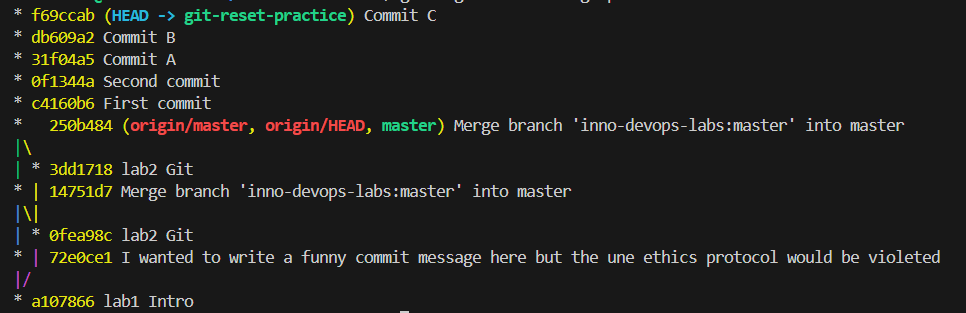 * f69ccab (HEAD -> git-reset-practice) Commit C
* db609a2 Commit B
* 31f04a5 Commit A
* 0f1344a Second commit
* c4160b6 First commit
*   250b484 (origin/master, origin/HEAD, master) Merge branch 'inno-devops-labs:master' into master
|\
| * 3dd1718 lab2 Git
* | 14751d7 Merge branch 'inno-devops-labs:master' into master
|\|
| * 0fea98c lab2 Git
* | 72e0ce1 I wanted to write a funny commit message here but the une ethics protocol would be violeted
|/
* a107866 lab1 Intro